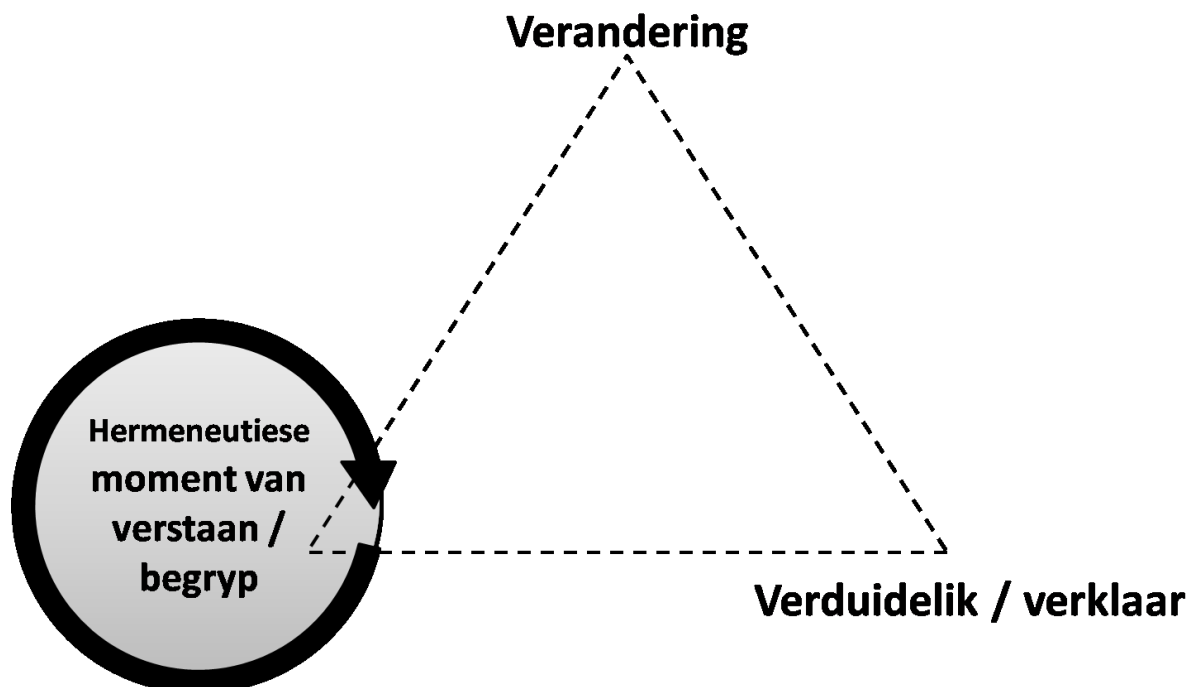 Verandering
Hermeneutiese
moment van
verstaan /
begryp
Verduidelik / verklaar